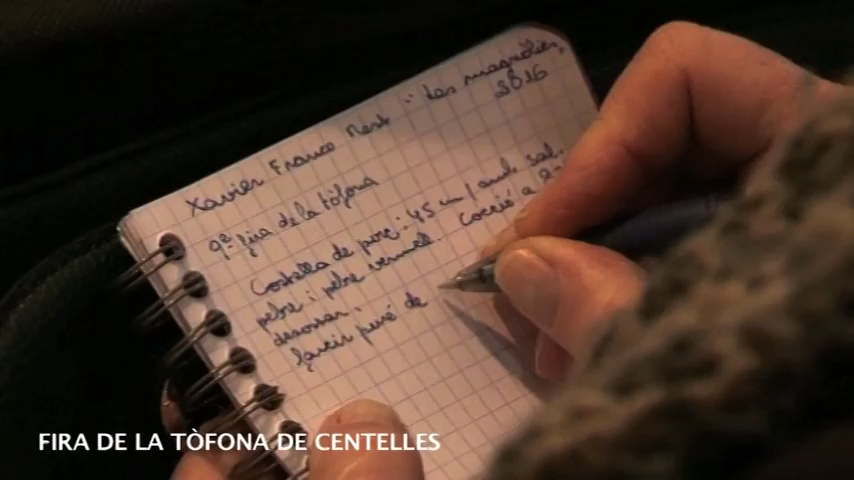 Xavier Franco Nest - Les magnòlies,
2016
9ª fira de la tòfona
Costella de porc: 45 cm / amb sal,
pebre i pebre vermell. Cocció a
desossar.
farcir puré de
FIRA DE LA TÒFONA DE CENTELLES